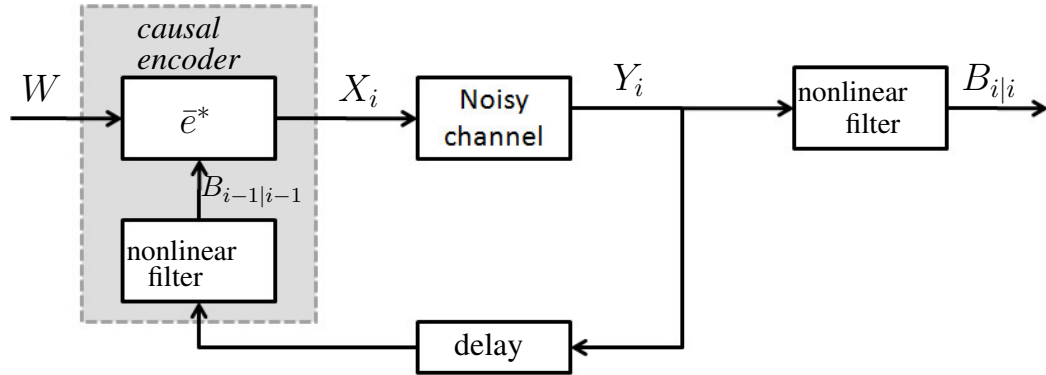 causal
encoder
W
ē*
X_i
Noisy
channel
Y_i
nonlinear
filter
B_{i|i}
B_{i-1|i-1}
nonlinear
filter
delay